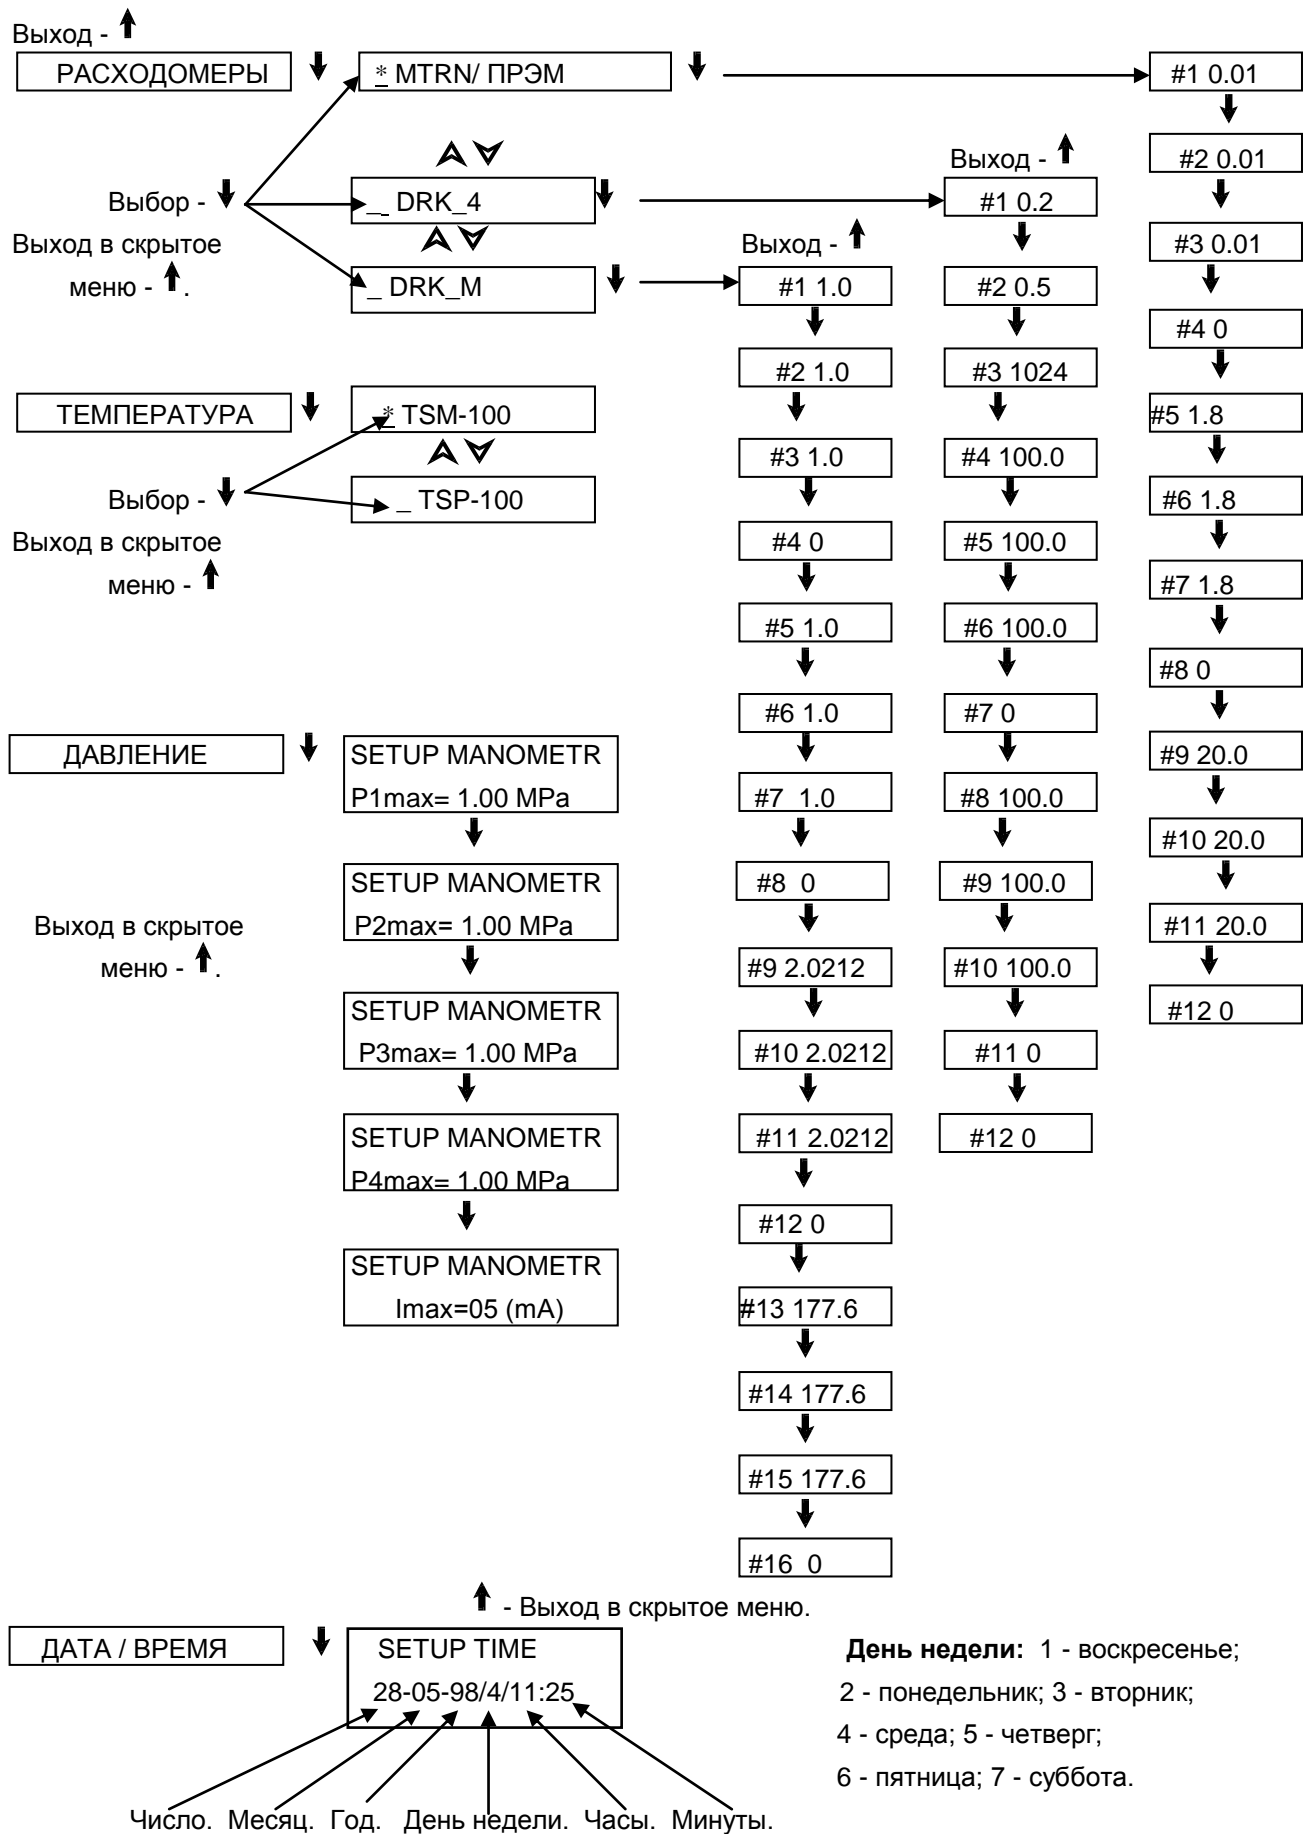 Выход -
РАСХОДОМЕРЫ
* MTRN/ ПРЭМ
Выбор -
_ DRK_4
Выход в скрытое
меню - .
_ DRK_M
Выход -
#1 1.0
#2 1.0
#3 1.0
#4 0
#5 1.0
#6 1.0
#7 1.0
#8 0
#9 2.0212
#10 2.0212
#11 2.0212
#12 0
#13 177.6
#14 177.6
#15 177.6
#16 0
Выход -
#1 0.2
#2 0.5
#3 1024
#4 100.0
#5 100.0
#6 100.0
#7 0
#8 100.0
#9 100.0
#10 100.0
#11 0
#12 0
#1 0.01
#2 0.01
#3 0.01
#4 0
#5 1.8
#6 1.8
#7 1.8
#8 0
#9 20.0
#10 20.0
#11 20.0
#12 0
ТЕМПЕРАТУРА
* TSM-100
Выбор -
_ TSP-100
Выход в скрытое
меню -
ДАВЛЕНИЕ
SETUP MANOMETR
P1max= 1.00 MPa
SETUP MANOMETR
P2max= 1.00 MPa
Выход в скрытое
меню - .
SETUP MANOMETR
P3max= 1.00 MPa
SETUP MANOMETR
P4max= 1.00 MPa
SETUP MANOMETR
Imax=05 (mA)
- Выход в скрытое меню.
ДАТА / ВРЕМЯ
SETUP TIME
28-05-98/4/11:25
Число. Месяц. Год. День недели. Часы. Минуты.
День недели: 1 - воскресенье;
2 - понедельник; 3 - вторник;
4 - среда; 5 - четверг;
6 - пятница; 7 - суббота.